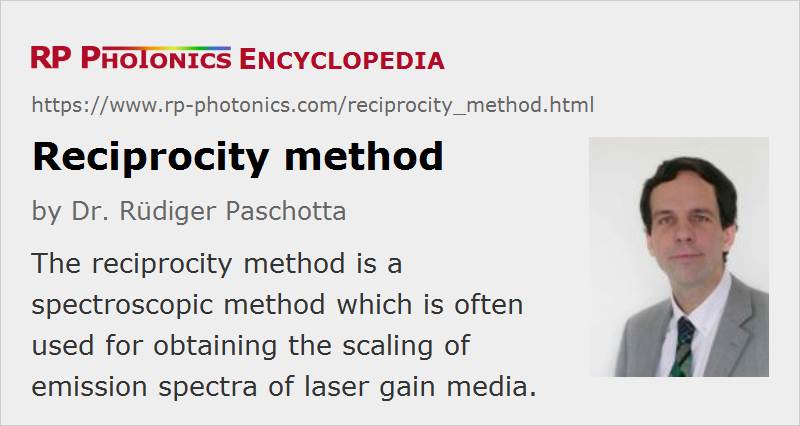 RP PHOTONICS ENCYCLOPEDIA
https://www.rp-photonics.com/reciprocity_method.html
Reciprocity method
by Dr. Rüdiger Paschotta
The reciprocity method is a
spectroscopic method which is often
used for obtaining the scaling of
emission spectra of laser gain media.